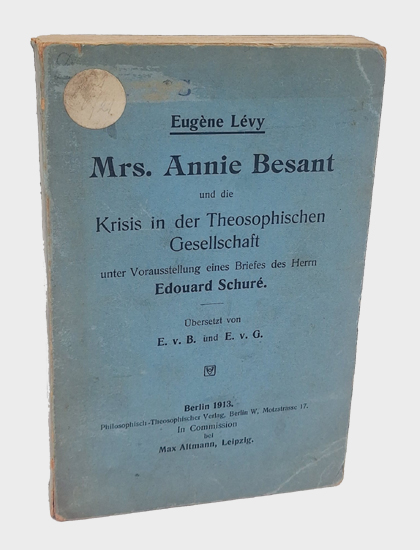 Eugène Lévy
Mrs. Annie Besant
und die
Krisis in der Theosophischen
Gesellschaft
unter Vorausstellung eines Briefes des Herrn
Edouard Schuré.
Übersetzt von
E. v. B. und E. v. G.
Berlin 1913.
Philosophisch-Theosophischer Verlag, Berlin W, Motzstrasse 17.
In Commission
bei
Max Altmann, Leipzig.